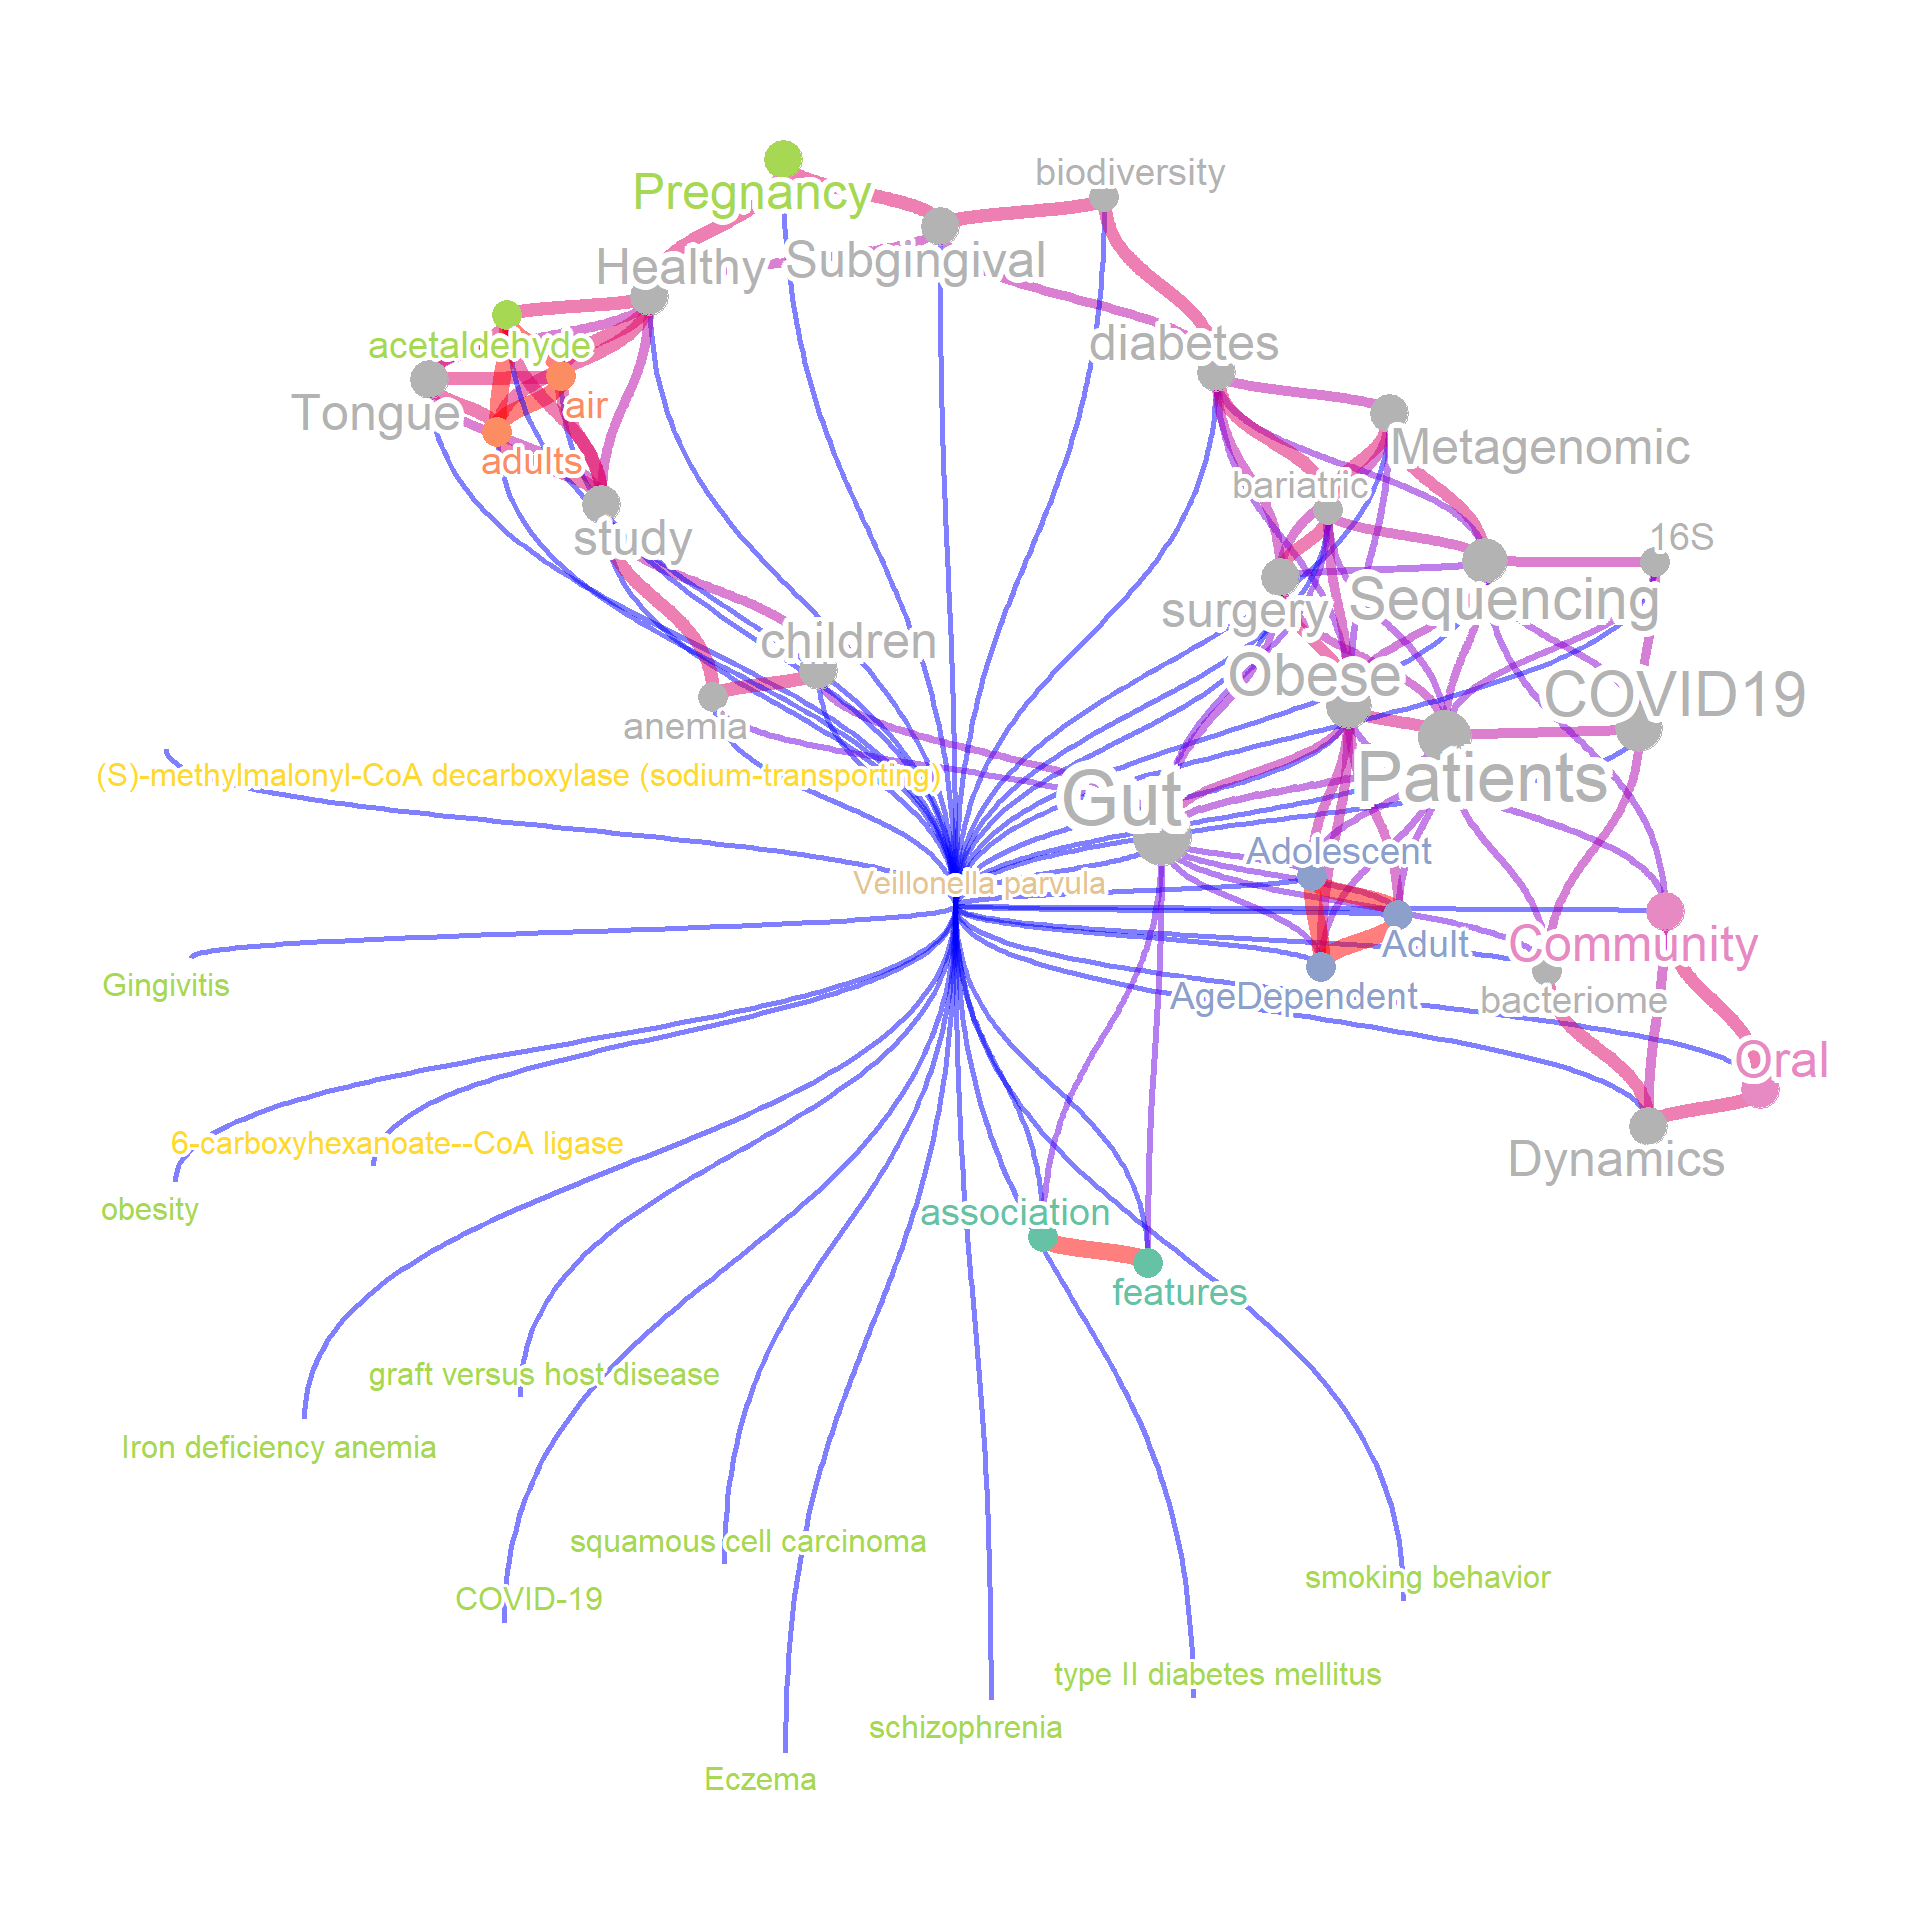 biodiversity
Pregnancy
Healthy
Subgingival
acetaldehyde
diabetes
Tongue
air
adults
Metagenomic
bariatric
study
16S
surgery
Sequencing
children
Obese
COVID19
anemia
(S)-methylmalonyl-CoA decarboxylase (sodium-transporting)
Gut
Patients
Adolescent
Veillonella parvula
Community
Adult
Gingivitis
AgeDependent
bacteriome
Oral
6-carboxyhexanoate--CoA ligase
Dynamics
obesity
association
features
graft versus host disease
Iron deficiency anemia
squamous cell carcinoma
COVID-19
smoking behavior
type II diabetes mellitus
schizophrenia
Eczema